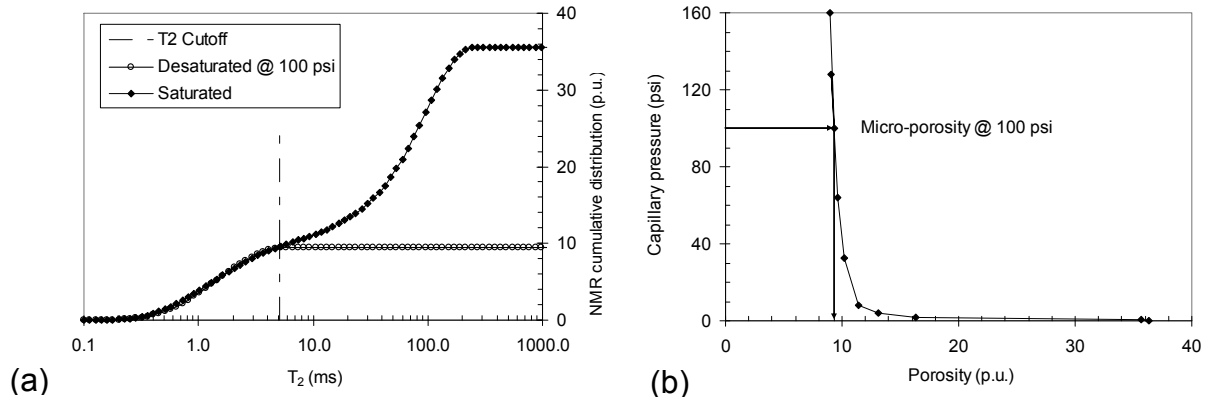 T2 Cutoff
Desaturated @ 100 psi
Saturated
40
30
20
10
0
NMR cumulative distribution (p.u.)
0.1 1.0 10.0 100.0 1000.0
T2 (ms)
(a)
160
120
80
40
0
Capillary pressure (psi)
Micro-porosity @ 100 psi
0 10 20 30 40
Porosity (p.u.)
(b)